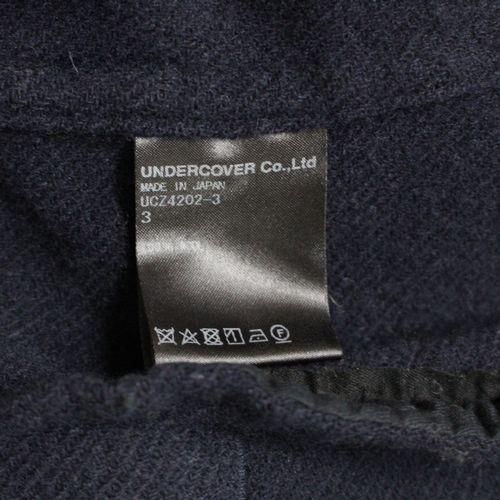 UNDERCOVER Co.,Ltd
MADE IN JAPAN
UCZ4202-3
3
F